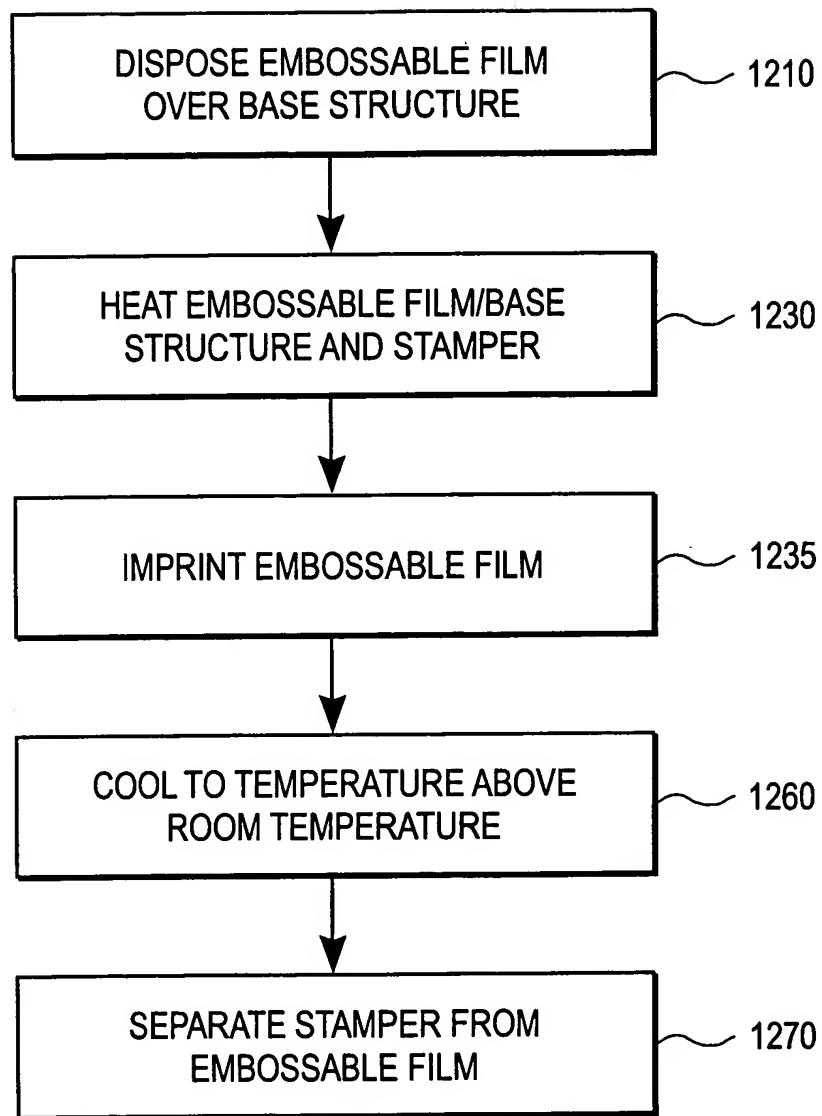 DISPOSE EMBOSSABLE FILM
OVER BASE STRUCTURE
1210
HEAT EMBOSSABLE FILM/BASE
STRUCTURE AND STAMPER
1230
IMPRINT EMBOSSABLE FILM
1235
COOL TO TEMPERATURE ABOVE
ROOM TEMPERATURE
1260
SEPARATE STAMPER FROM
EMBOSSABLE FILM
1270